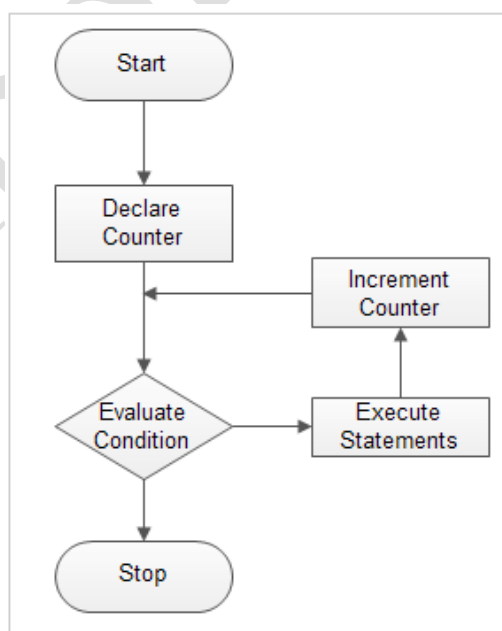 Start
Declare
Counter
Increment
Counter
Evaluate
Condition
Execute
Statements
Stop